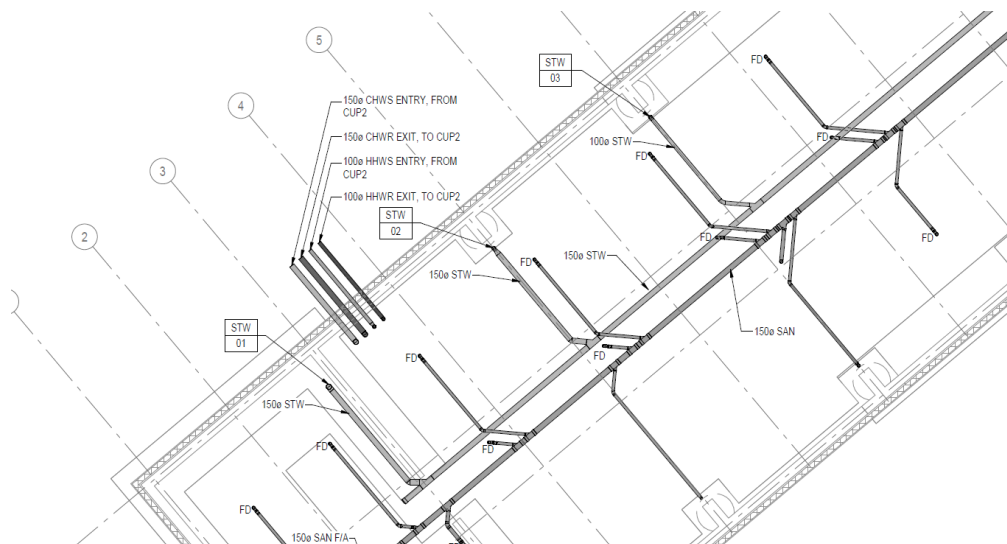 5
4
3
2
150ø CHWS ENTRY, FROM
CUP2
150ø CHWR EXIT, TO CUP2
100ø HHWS ENTRY, FROM
CUP2
100ø HHWR EXIT, TO CUP2
STW
03
100ø STW
FD
FD
FD
FD
FD
STW
02
150ø STW
FD
150ø STW
FD
150ø SAN
STW
01
150ø STW
FD
FD
FD
FD
150ø SAN F/A
FD